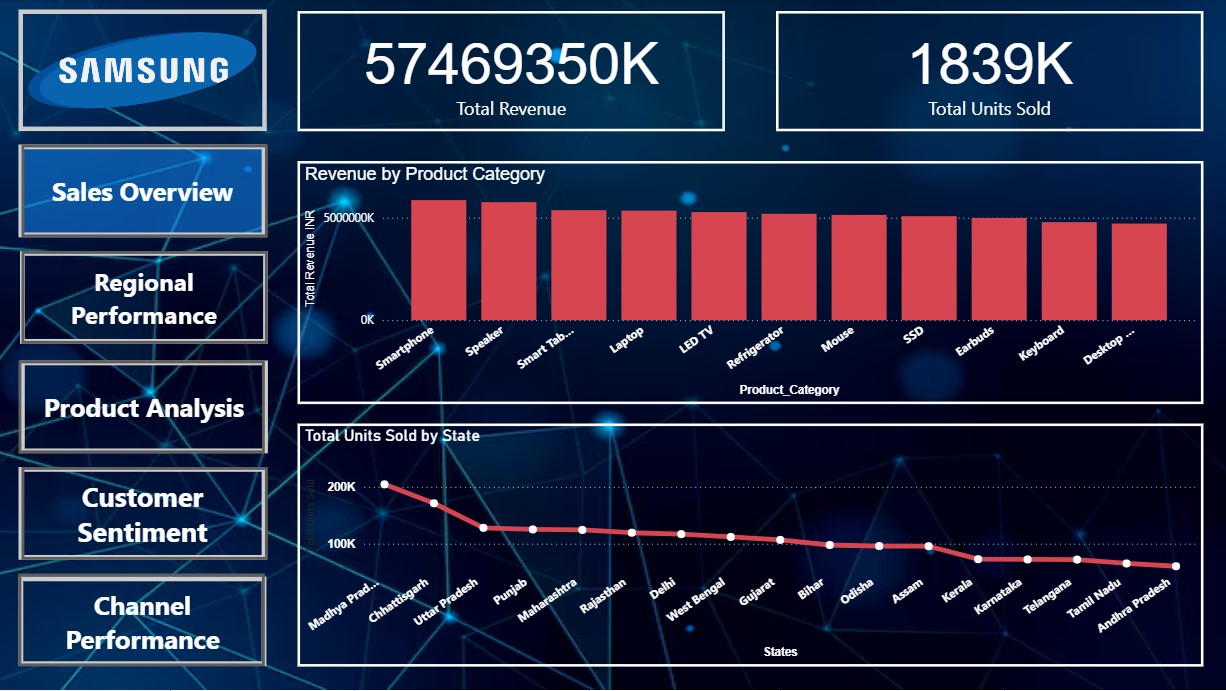 SAMSUNG
57469350K
Total Revenue
1839K
Total Units Sold
Sales Overview
Regional
Performance
Product Analysis
Customer
Sentiment
Channel
Performance
Revenue by Product Category
Total Revenue INR
5000000K
0K
Smartphone
Speaker
Smart Tab...
Laptop
LED TV
Refrigerator
Mouse
SSD
Earbuds
Keyboard
Desktop ...
Product_Category
Total Units Sold by State
200K
100K
Madhya Prad...
Chhattisgarh
Uttar Pradesh
Punjab
Maharashtra
Rajasthan
Delhi
West Bengal
Gujarat
Bihar
Odisha
Assam
Kerala
Karnataka
Telangana
Tamil Nadu
Andhra Pradesh
States